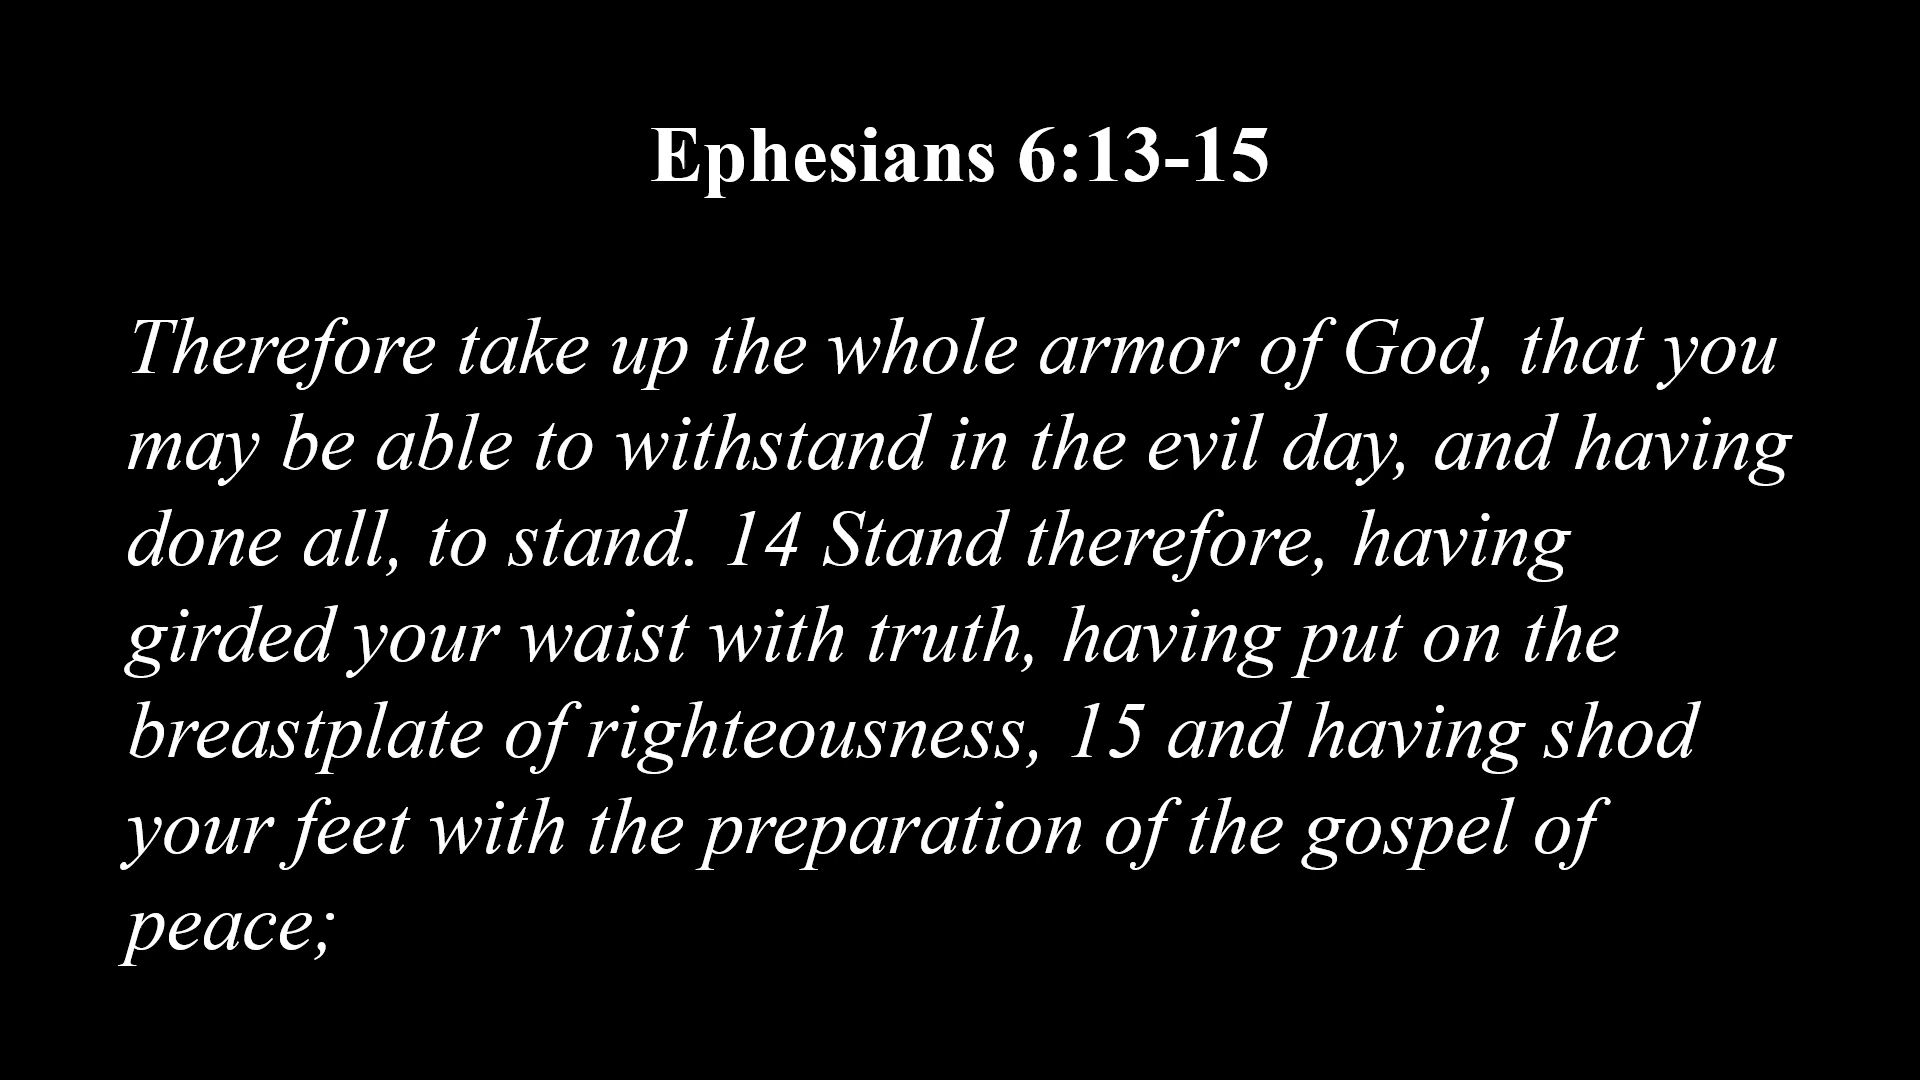 Ephesians 6:13-15
Therefore take up the whole armor of God, that you
may be able to withstand in the evil day, and having
done all, to stand. 14 Stand therefore, having
girded your waist with truth, having put on the
breastplate of righteousness, 15 and having shod
your feet with the preparation of the gospel of
peace;